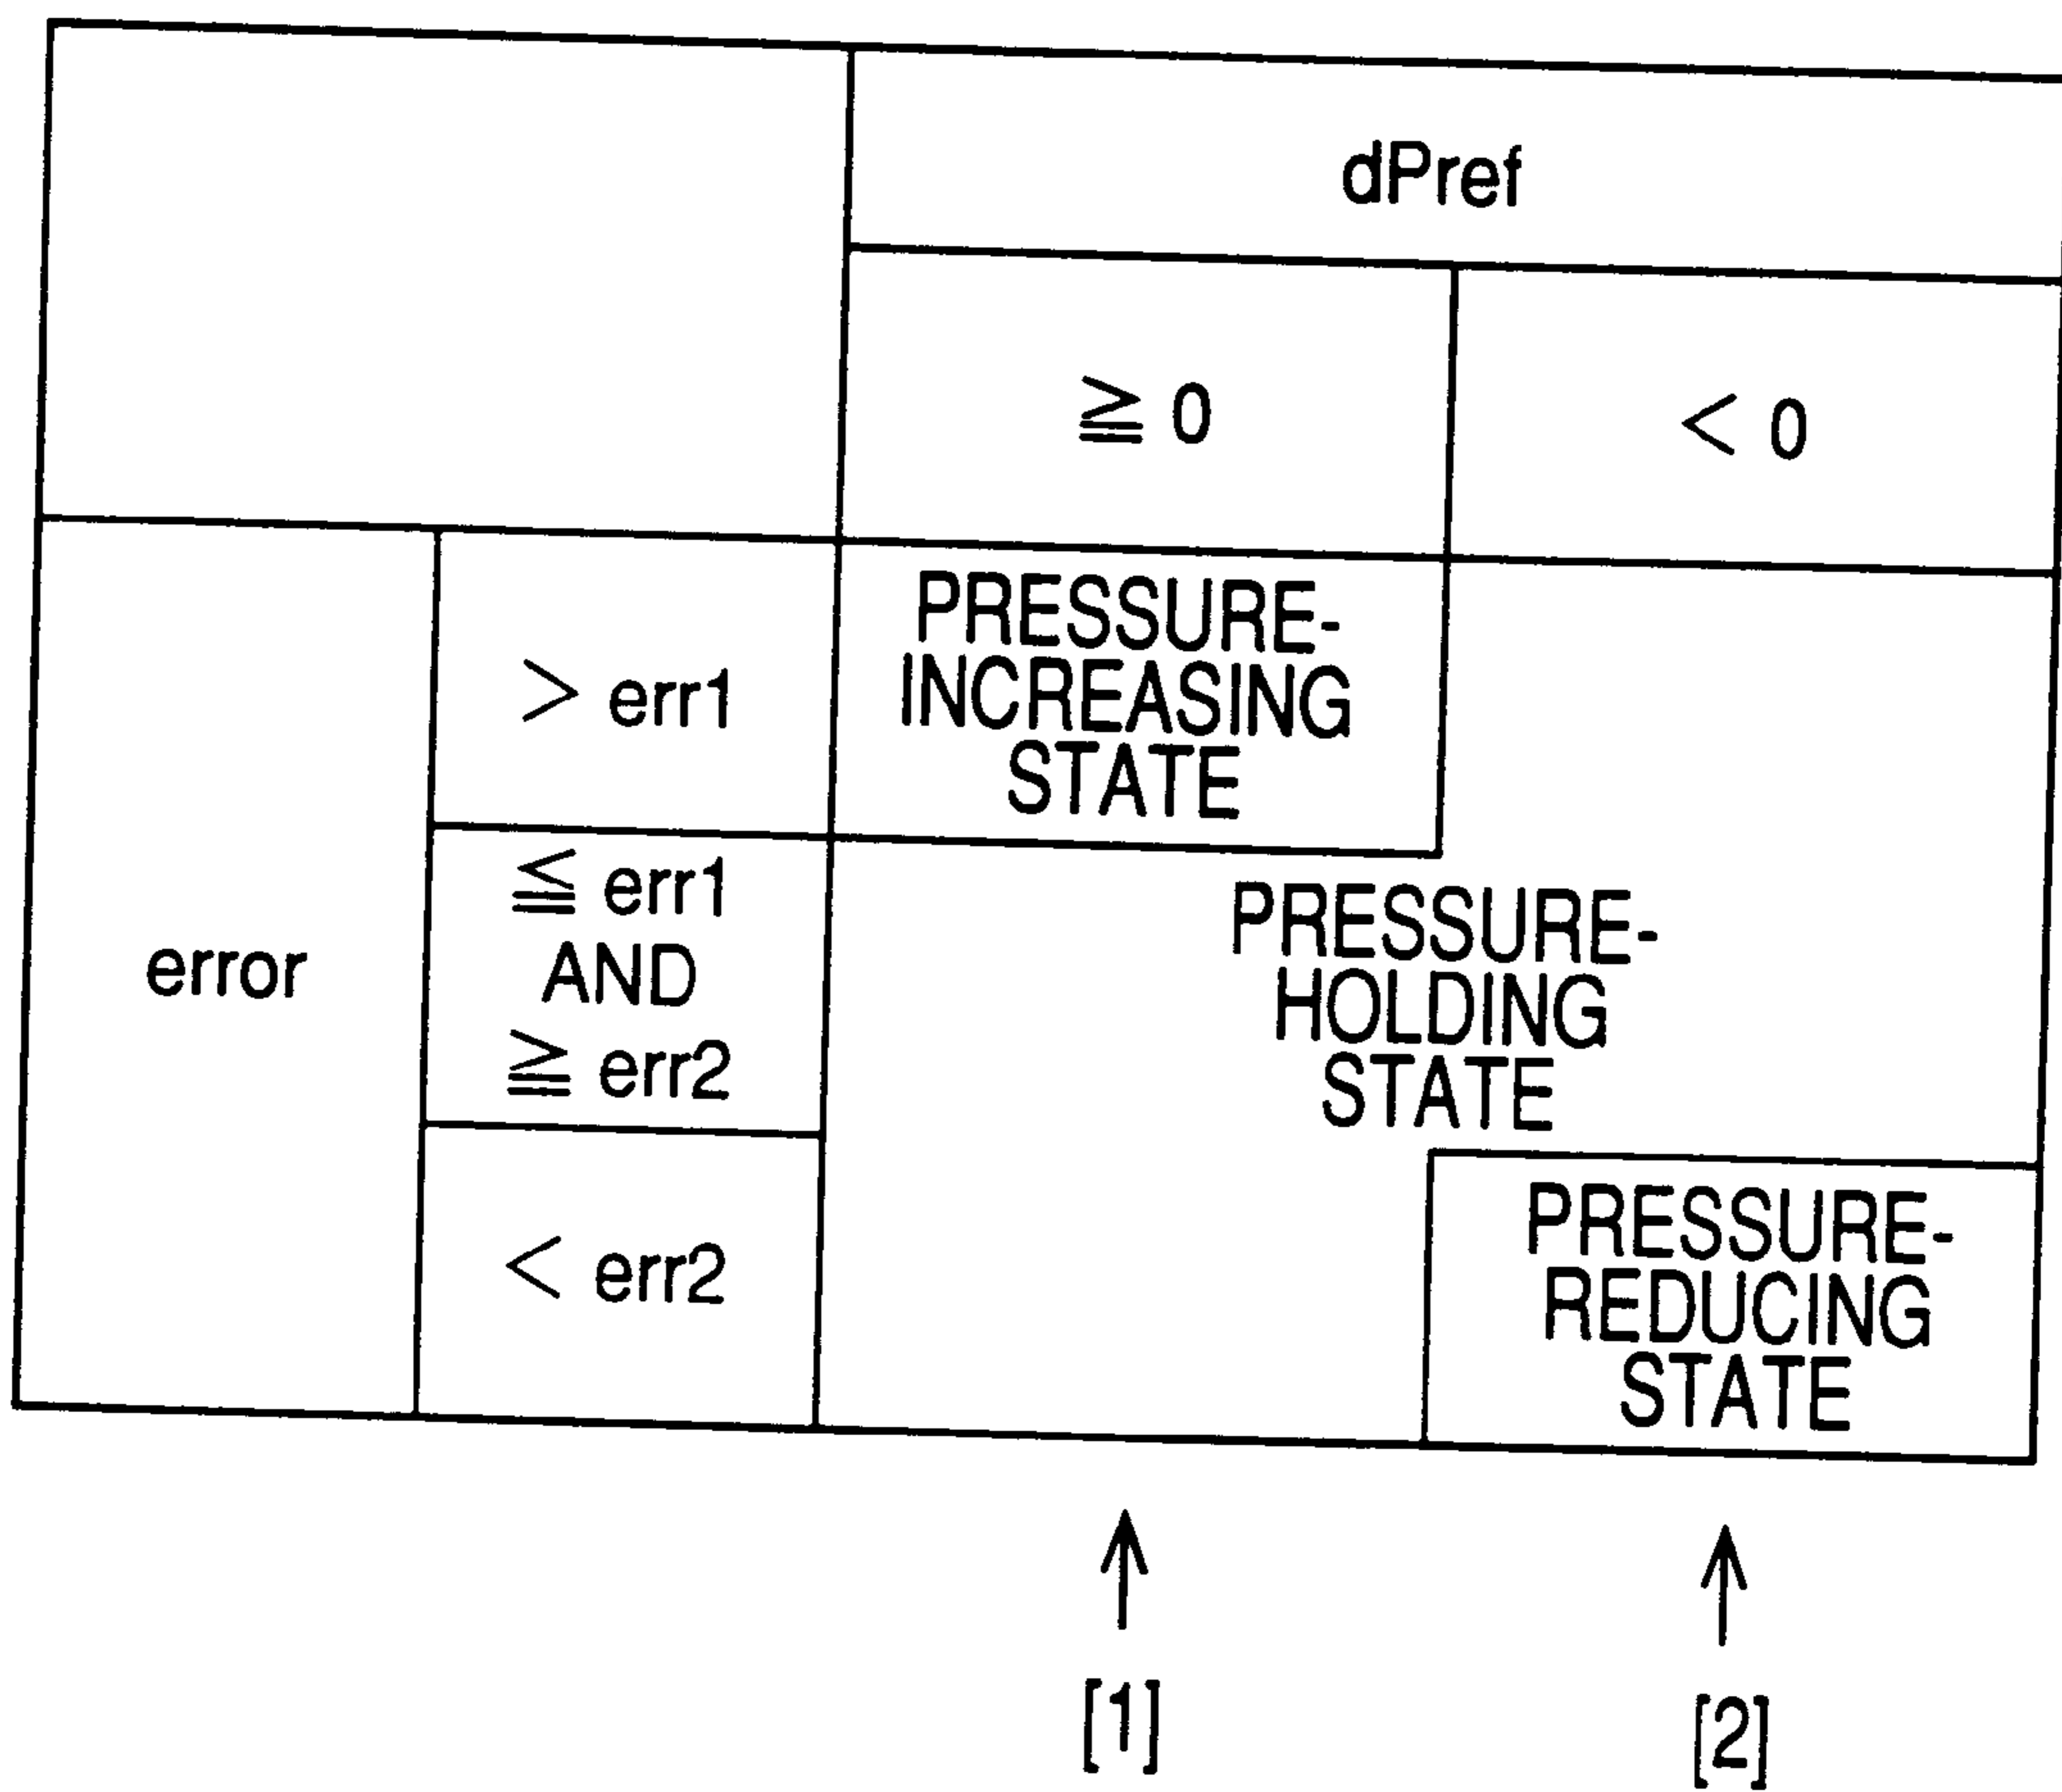 dPref
≧ 0
< 0
> err1
PRESSURE-
INCREASING
STATE
error
≦ err1
AND
≧ err2
PRESSURE-
HOLDING
STATE
< err2
PRESSURE-
REDUCING
STATE
[1]
[2]